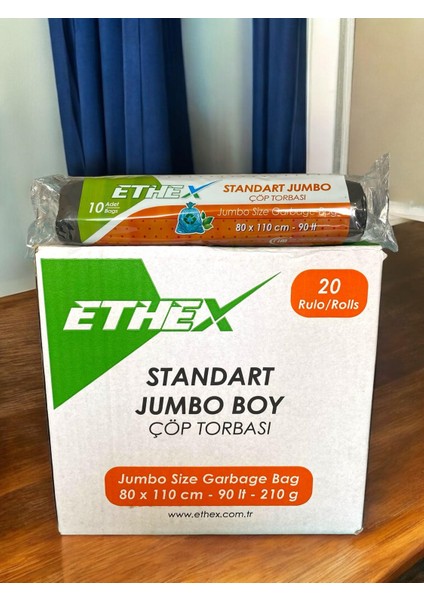 ETHEX
STANDART JUMBO
ÇÖP TORBASI
10 Adet
Bags
Jumbo Size Garbage Bag
80 x 110 cm - 90 lt
ETHEX
20
Rulo/Rolls
STANDART
JUMBO BOY
ÇÖP TORBASI
Jumbo Size Garbage Bag
80 x 110 cm - 90 lt - 210 g
www.ethex.com.tr